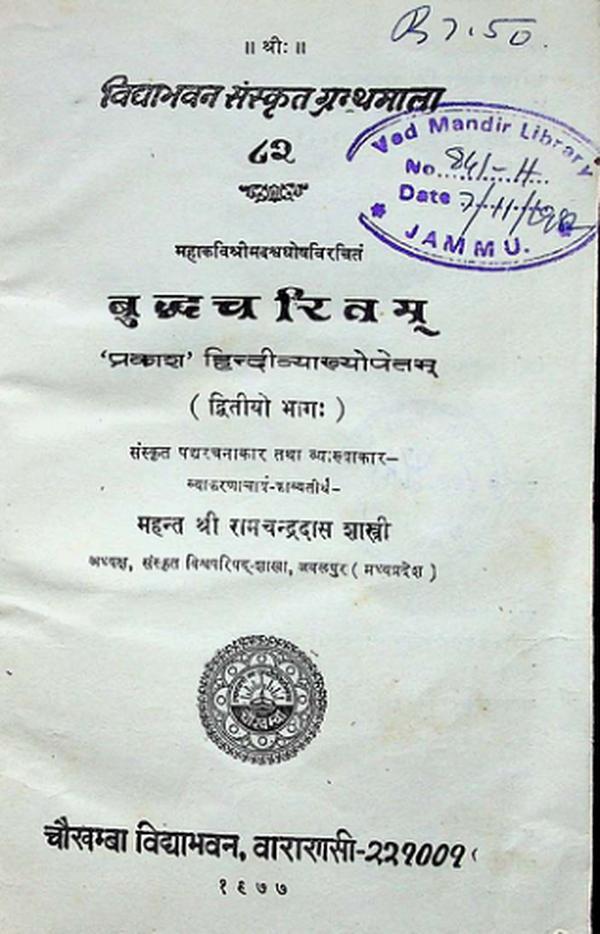 R 7.50.
॥ श्रीः ॥
विद्याभवन संस्कृत ग्रन्थमाला
८२
Ved Mandir Library
No. 841-H
Date 7/11/1982
JAMMU.
महाकविश्रीमदश्वघोषविरचितं
बुद्धचरितम्
'प्रकाश' हिन्दीव्याख्योपेतम्
( द्वितीयो भागः )
संस्कृत पद्यरचनाकार तथा व्याख्याकार–
व्याकरणाचार्य-काव्यतीर्थ–
महन्त श्री रामचन्द्रदास शास्त्री
अध्यक्ष, संस्कृत विश्वपरिषद्-शाखा, जबलपुर ( मध्यप्रदेश )
चौखम्बा विद्याभवन, वाराणसी-२२१००१
१९७७